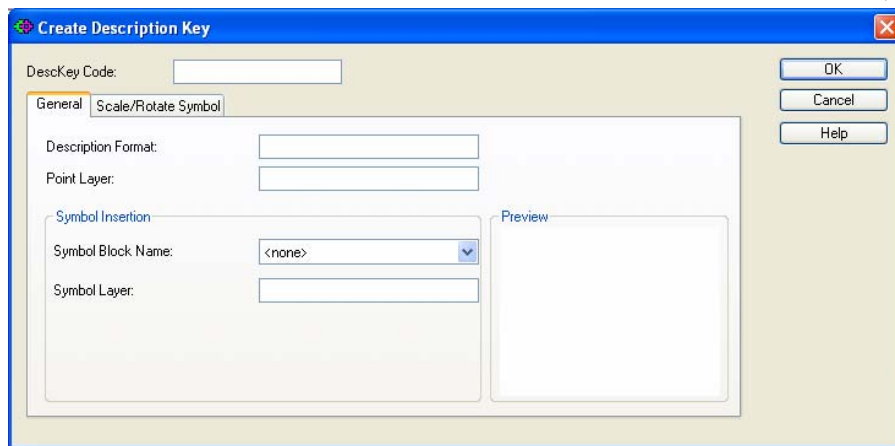 Create Description Key
DescKey Code:
OK
General
Scale/Rotate Symbol
Cancel
Help
Description Format:
Point Layer:
Symbol Insertion
Preview
Symbol Block Name:
<none>
Symbol Layer: